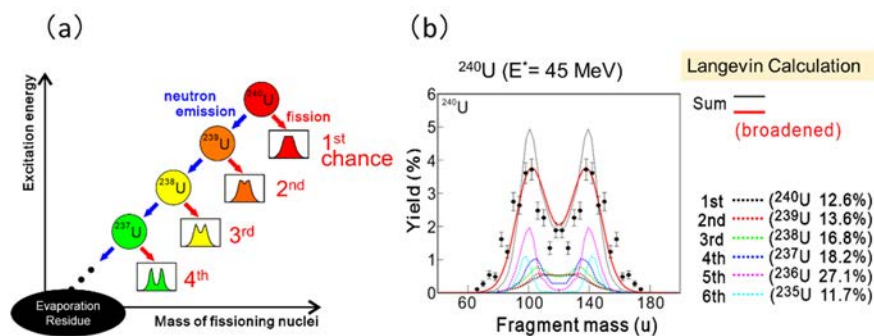 (a)
Excitation energy
neutron
emission
²⁴⁰U
fission
²³⁹U
1ˢᵗ
chance
²³⁸U
2ⁿᵈ
²³⁷U
3ʳᵈ
4ᵗʰ
Evaporation
Residue
Mass of fissioning nuclei
(b)
²⁴⁰U (E*= 45 MeV)
Langevin Calculation
²⁴⁰U
Yield (%)
6
5
4
3
2
1
0
60 100 140 200
Fragment mass (u)
Sum
(broadened)
1st (²⁴⁰U 12.6%)
2nd (²³⁹U 13.6%)
3rd (²³⁸U 16.8%)
4th (²³⁷U 18.2%)
5th (²³⁶U 27.1%)
6th (²³⁵U 11.7%)